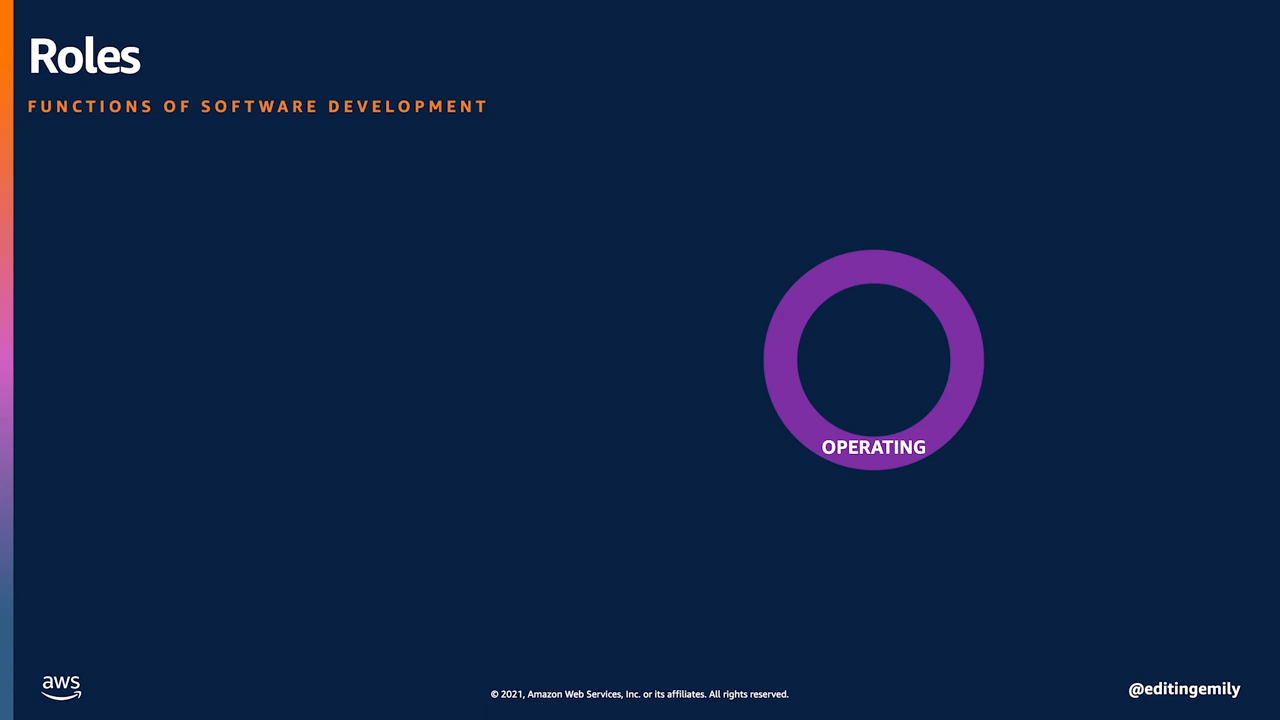 Roles
FUNCTIONS OF SOFTWARE DEVELOPMENT
OPERATING
aws
© 2021, Amazon Web Services, Inc. or its affiliates. All rights reserved.
@editingemily